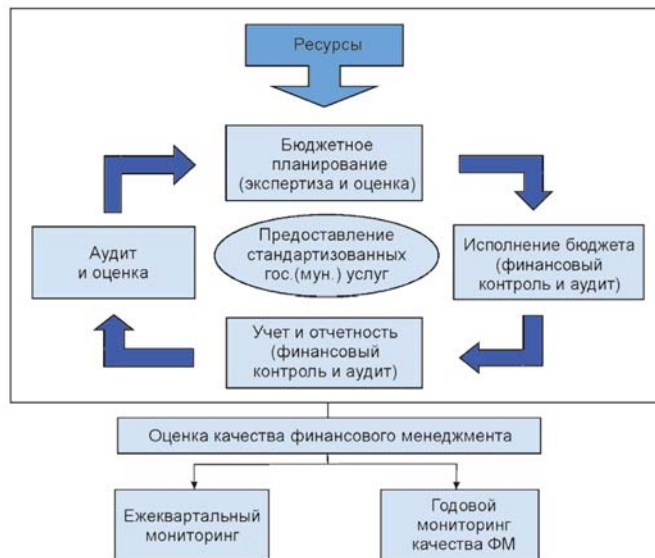 Ресурсы
Бюджетное
планирование
(экспертиза и оценка)
Аудит
и оценка
Предоставление
стандартизованных
гос.(мун.) услуг
Исполнение бюджета
(финансовый
контроль и аудит)
Учет и отчетность
(финансовый
контроль и аудит)
Оценка качества финансового менеджмента
Ежеквартальный
мониторинг
Годовой
мониторинг
качества ФМ